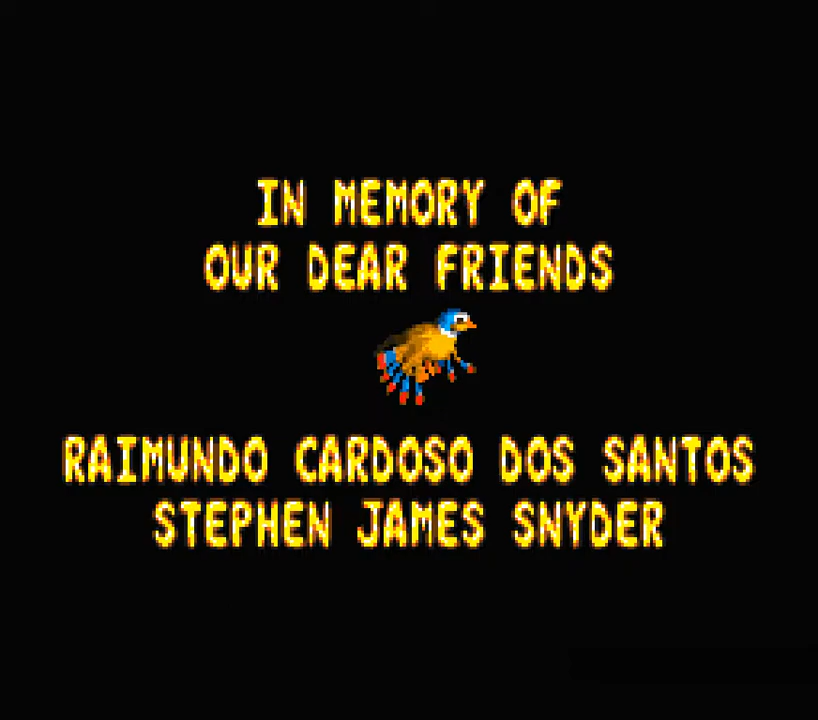 IN MEMORY OF
OUR DEAR FRIENDS
RAIMUNDO CARDOSO DOS SANTOS
STEPHEN JAMES SNYDER